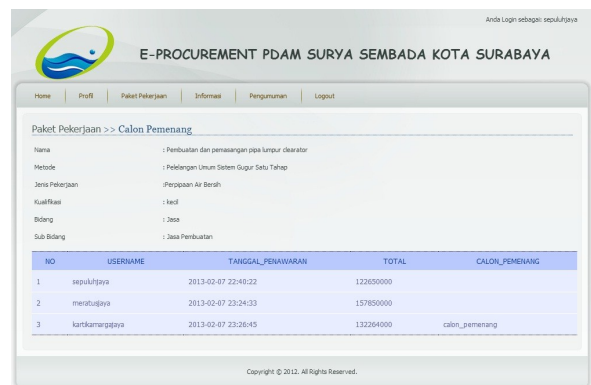 Anda Login sebagai: sepuluhjaya
E-PROCUREMENT PDAM SURYA SEMBADA KOTA SURABAYA
Home Profil Paket Pekerjaan Informasi Pengumuman Logout
Paket Pekerjaan >> Calon Pemenang
Nama : Pembuatan dan pemasangan pipa lumpur clearator
Metode : Pelelangan Umum Sistem Gugur Satu Tahap
Jenis Pekerjaan :Perpipaan Air Bersih
Kualifikasi : kecil
Bidang : Jasa
Sub Bidang : Jasa Pembuatan
NO USERNAME TANGGAL_PENAWARAN TOTAL CALON_PEMENANG
1 sepuluhjaya 2013-02-07 22:40:22 122650000
2 meratusjaya 2013-02-07 23:24:33 157850000
3 kartikamargajaya 2013-02-07 23:26:45 132264000 calon_pemenang
Copyright © 2012. All Rights Reserved.